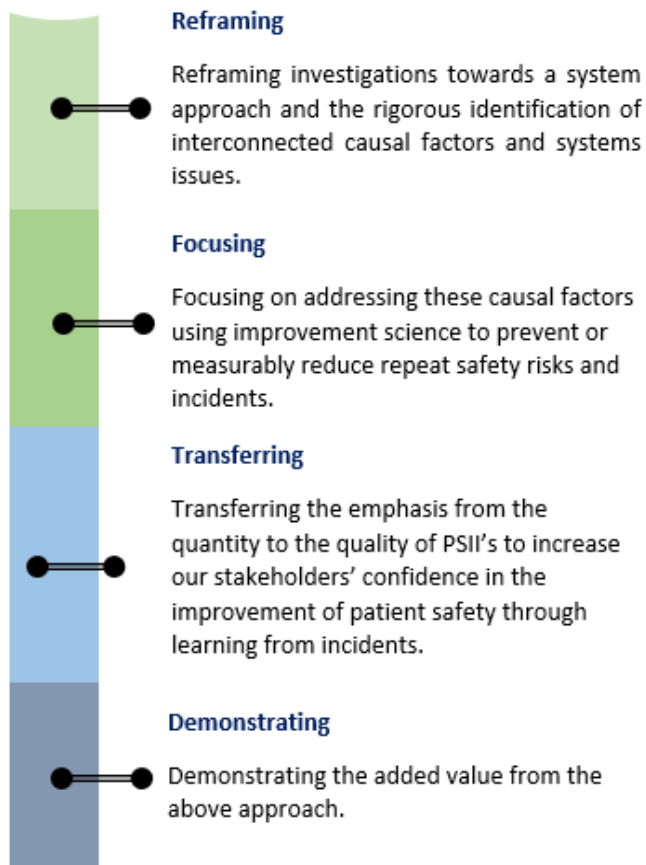 Reframing
Reframing investigations towards a system
approach and the rigorous identification of
interconnected causal factors and systems
issues.
Focusing
Focusing on addressing these causal factors
using improvement science to prevent or
measurably reduce repeat safety risks and
incidents.
Transferring
Transferring the emphasis from the
quantity to the quality of PSII's to increase
our stakeholders' confidence in the
improvement of patient safety through
learning from incidents.
Demonstrating
Demonstrating the added value from the
above approach.